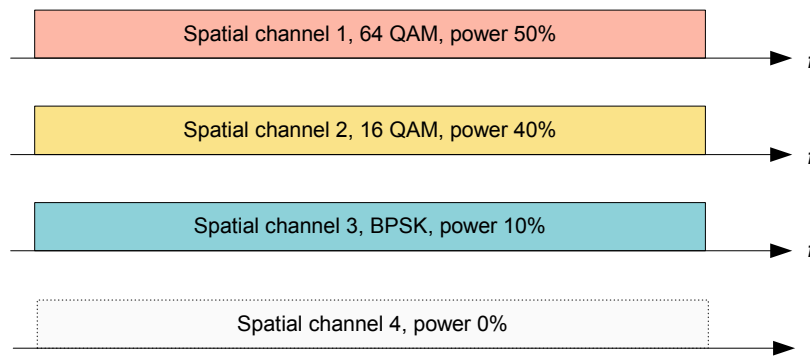 Spatial channel 1, 64 QAM, power 50%
Spatial channel 2, 16 QAM, power 40%
Spatial channel 3, BPSK, power 10%
Spatial channel 4, power 0%